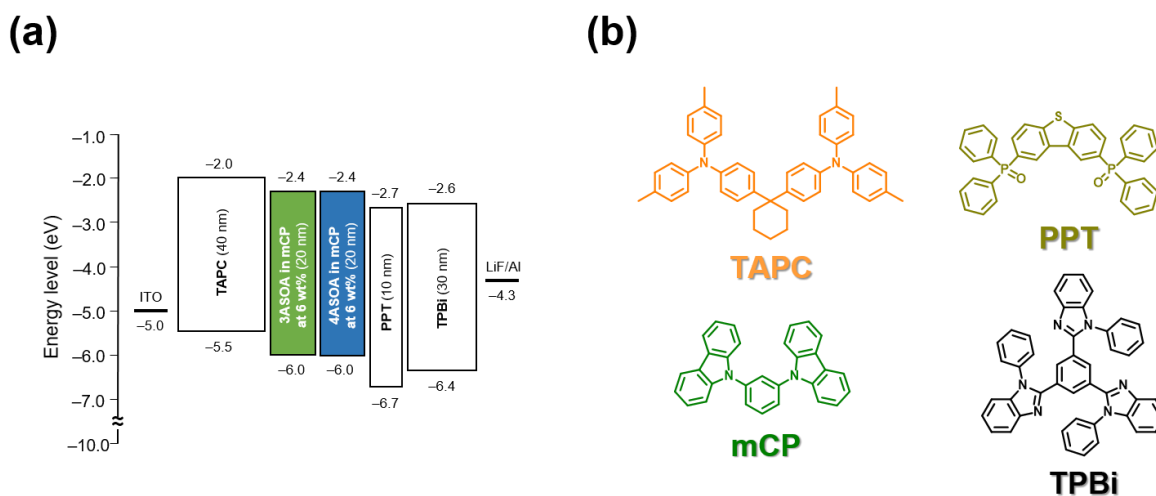 (a)
Energy level (eV)
–1.0
–2.0
–3.0
–4.0
–5.0
–6.0
–7.0
–10.0
ITO
–5.0
–2.0
TAPC (40 nm)
–5.5
–2.4
3ASOA in mCP
at 6 wt% (20 nm)
–6.0
–2.4
4ASOA in mCP
at 6 wt% (20 nm)
–6.0
–2.7
PPT (10 nm)
–6.7
–2.6
TPBi (30 nm)
–6.4
LiF/Al
–4.3
(b)
N
N
TAPC
S
P
O
P
O
PPT
N
N
mCP
N
N
N
N
N
N
TPBi